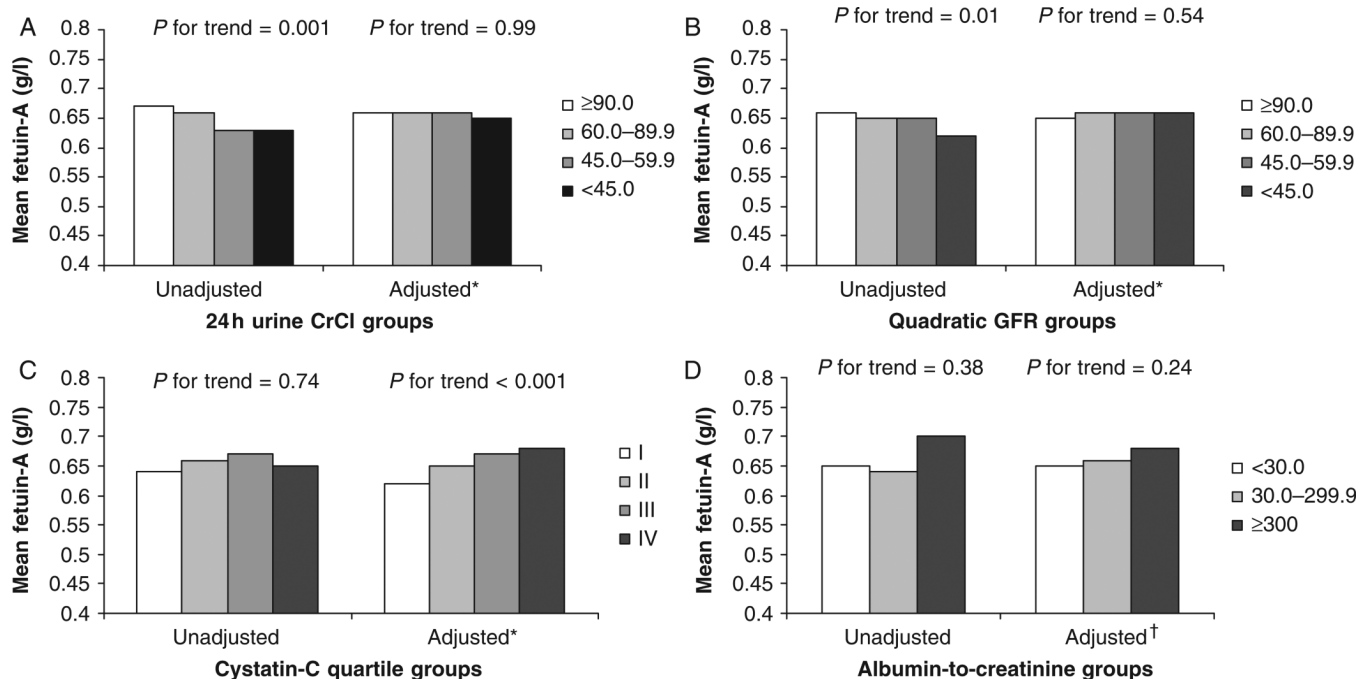 A
P for trend = 0.001
P for trend = 0.99
Mean fetuin-A (g/l)
0.8
0.75
0.7
0.65
0.6
0.55
0.5
0.45
0.4
≥90.0
60.0–89.9
45.0–59.9
<45.0
Unadjusted
Adjusted*
24h urine CrCl groups
B
P for trend = 0.01
P for trend = 0.54
Mean fetuin-A (g/l)
0.8
0.75
0.7
0.65
0.6
0.55
0.5
0.45
0.4
≥90.0
60.0–89.9
45.0–59.9
<45.0
Unadjusted
Adjusted*
Quadratic GFR groups
C
P for trend = 0.74
P for trend < 0.001
Mean fetuin-A (g/l)
0.8
0.75
0.7
0.65
0.6
0.55
0.5
0.45
0.4
I
II
III
IV
Unadjusted
Adjusted*
Cystatin-C quartile groups
D
P for trend = 0.38
P for trend = 0.24
Mean fetuin-A (g/l)
0.8
0.75
0.7
0.65
0.6
0.55
0.5
0.45
0.4
<30.0
30.0–299.9
≥300
Unadjusted
Adjusted†
Albumin-to-creatinine groups